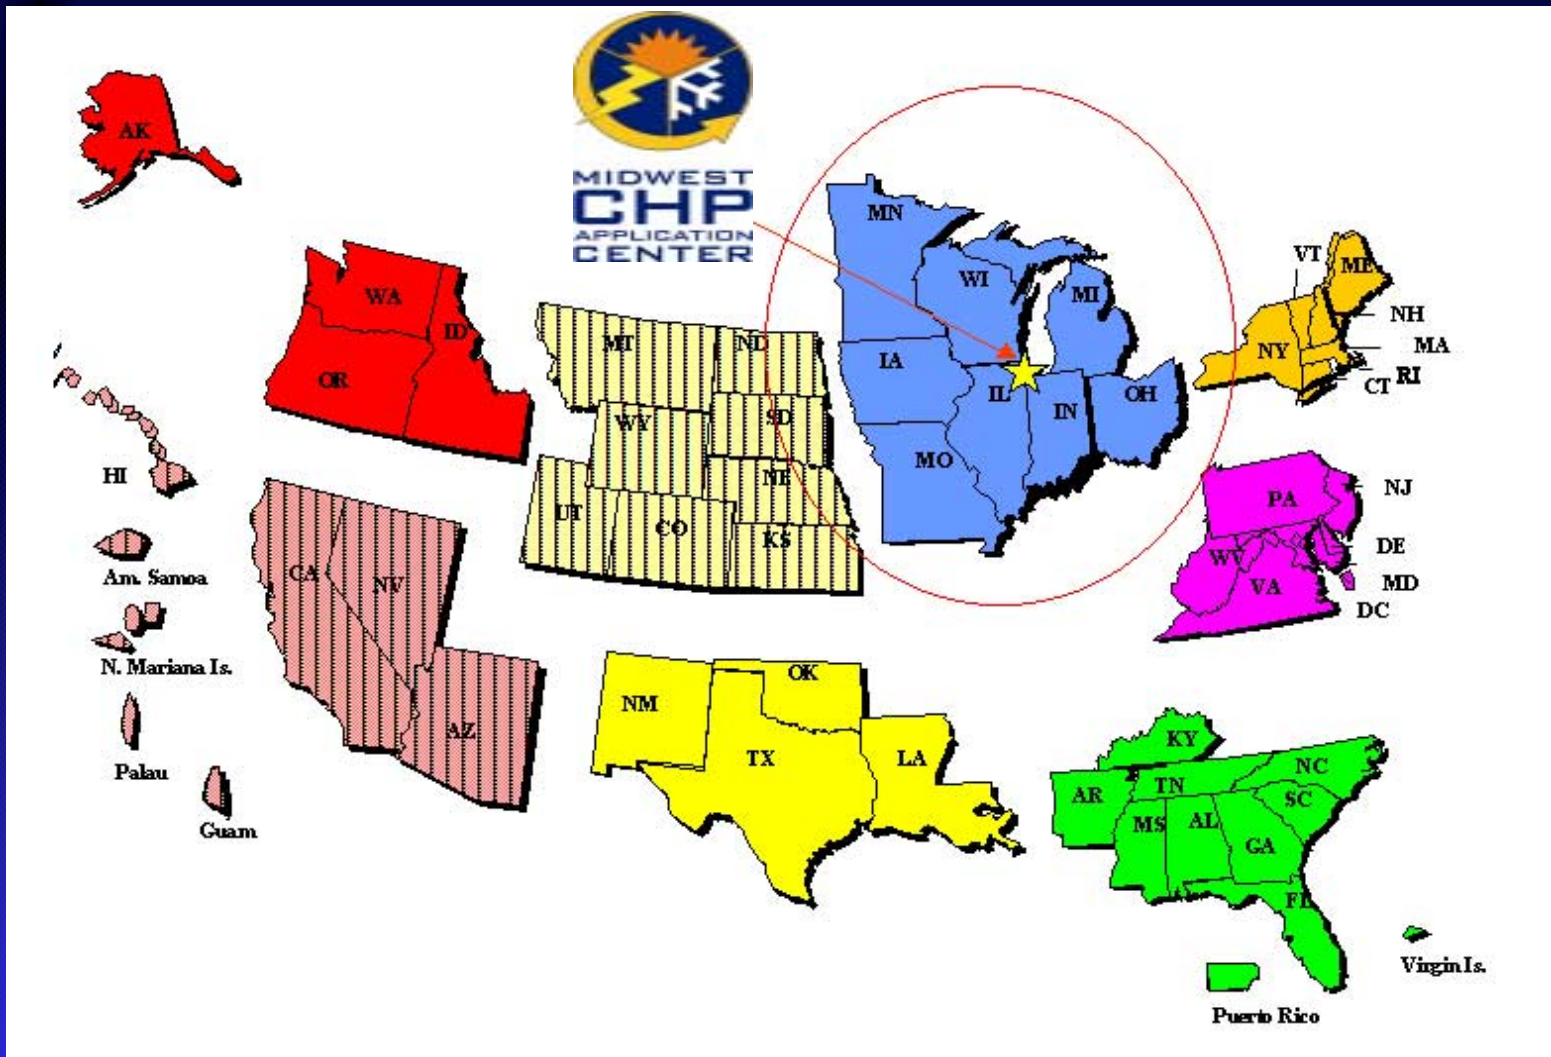 MIDWEST
CHP
APPLICATION
CENTER
AK
WA
ID
OR
HI
Am. Samoa
N. Mariana Is.
Palau
Guam
CA
NV
AZ
MT
ND
WY
SD
NE
UT
CO
KS
MN
WI
MI
IA
IL
IN
OH
MO
VT
ME
NH
NY
MA
CT
RI
PA
NJ
WV
DE
VA
MD
DC
NM
OK
TX
LA
KY
NC
AR
TN
SC
MS
AL
GA
FL
Virgin Is.
Puerto Rico